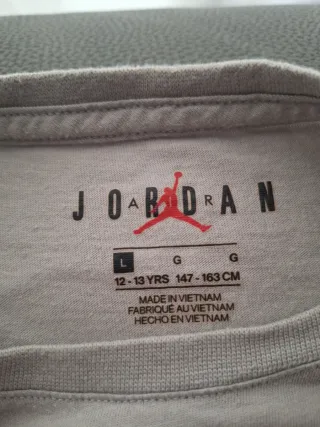 JORDAN
AIR
L G G
12 - 13 YRS 147 - 163 CM
MADE IN VIETNAM
FABRIQUÉ AU VIETNAM
HECHO EN VIETNAM